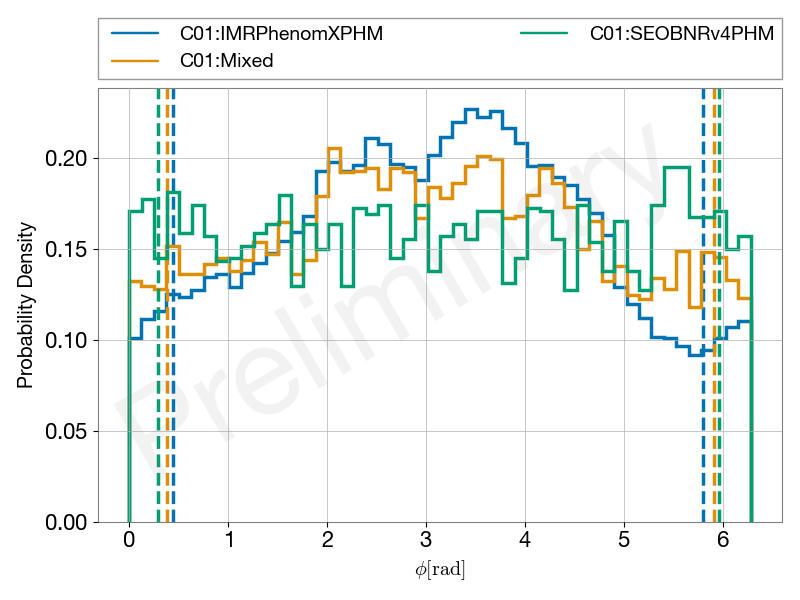 C01:IMRPhenomXPHM
C01:Mixed
C01:SEOBNRv4PHM
Preliminary
Probability Density
0.20
0.15
0.10
0.05
0.00
0 1 2 3 4 5 6
ϕ[rad]